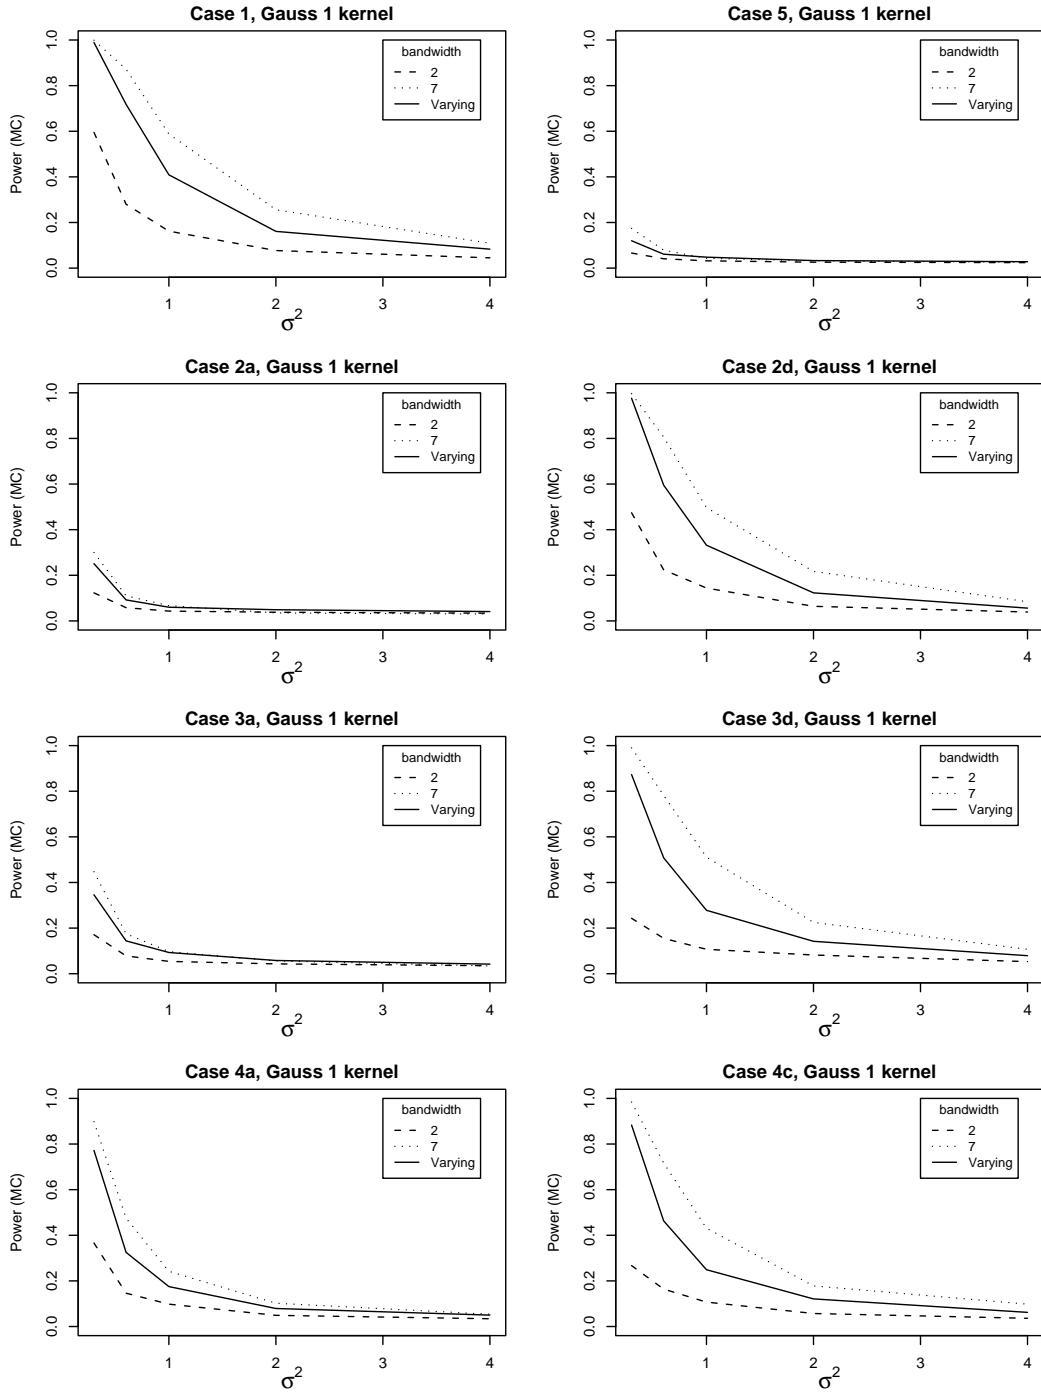 Case 1, Gauss 1 kernel
Power (MC)
0.0 0.2 0.4 0.6 0.8 1.0
bandwidth
2
7
Varying
1 2 3 4
σ^2
Case 5, Gauss 1 kernel
Power (MC)
0.0 0.2 0.4 0.6 0.8 1.0
bandwidth
2
7
Varying
1 2 3 4
σ^2
Case 2a, Gauss 1 kernel
Power (MC)
0.0 0.2 0.4 0.6 0.8 1.0
bandwidth
2
7
Varying
1 2 3 4
σ^2
Case 2d, Gauss 1 kernel
Power (MC)
0.0 0.2 0.4 0.6 0.8 1.0
bandwidth
2
7
Varying
1 2 3 4
σ^2
Case 3a, Gauss 1 kernel
Power (MC)
0.0 0.2 0.4 0.6 0.8 1.0
bandwidth
2
7
Varying
1 2 3 4
σ^2
Case 3d, Gauss 1 kernel
Power (MC)
0.0 0.2 0.4 0.6 0.8 1.0
bandwidth
2
7
Varying
1 2 3 4
σ^2
Case 4a, Gauss 1 kernel
Power (MC)
0.0 0.2 0.4 0.6 0.8 1.0
bandwidth
2
7
Varying
1 2 3 4
σ^2
Case 4c, Gauss 1 kernel
Power (MC)
0.0 0.2 0.4 0.6 0.8 1.0
bandwidth
2
7
Varying
1 2 3 4
σ^2